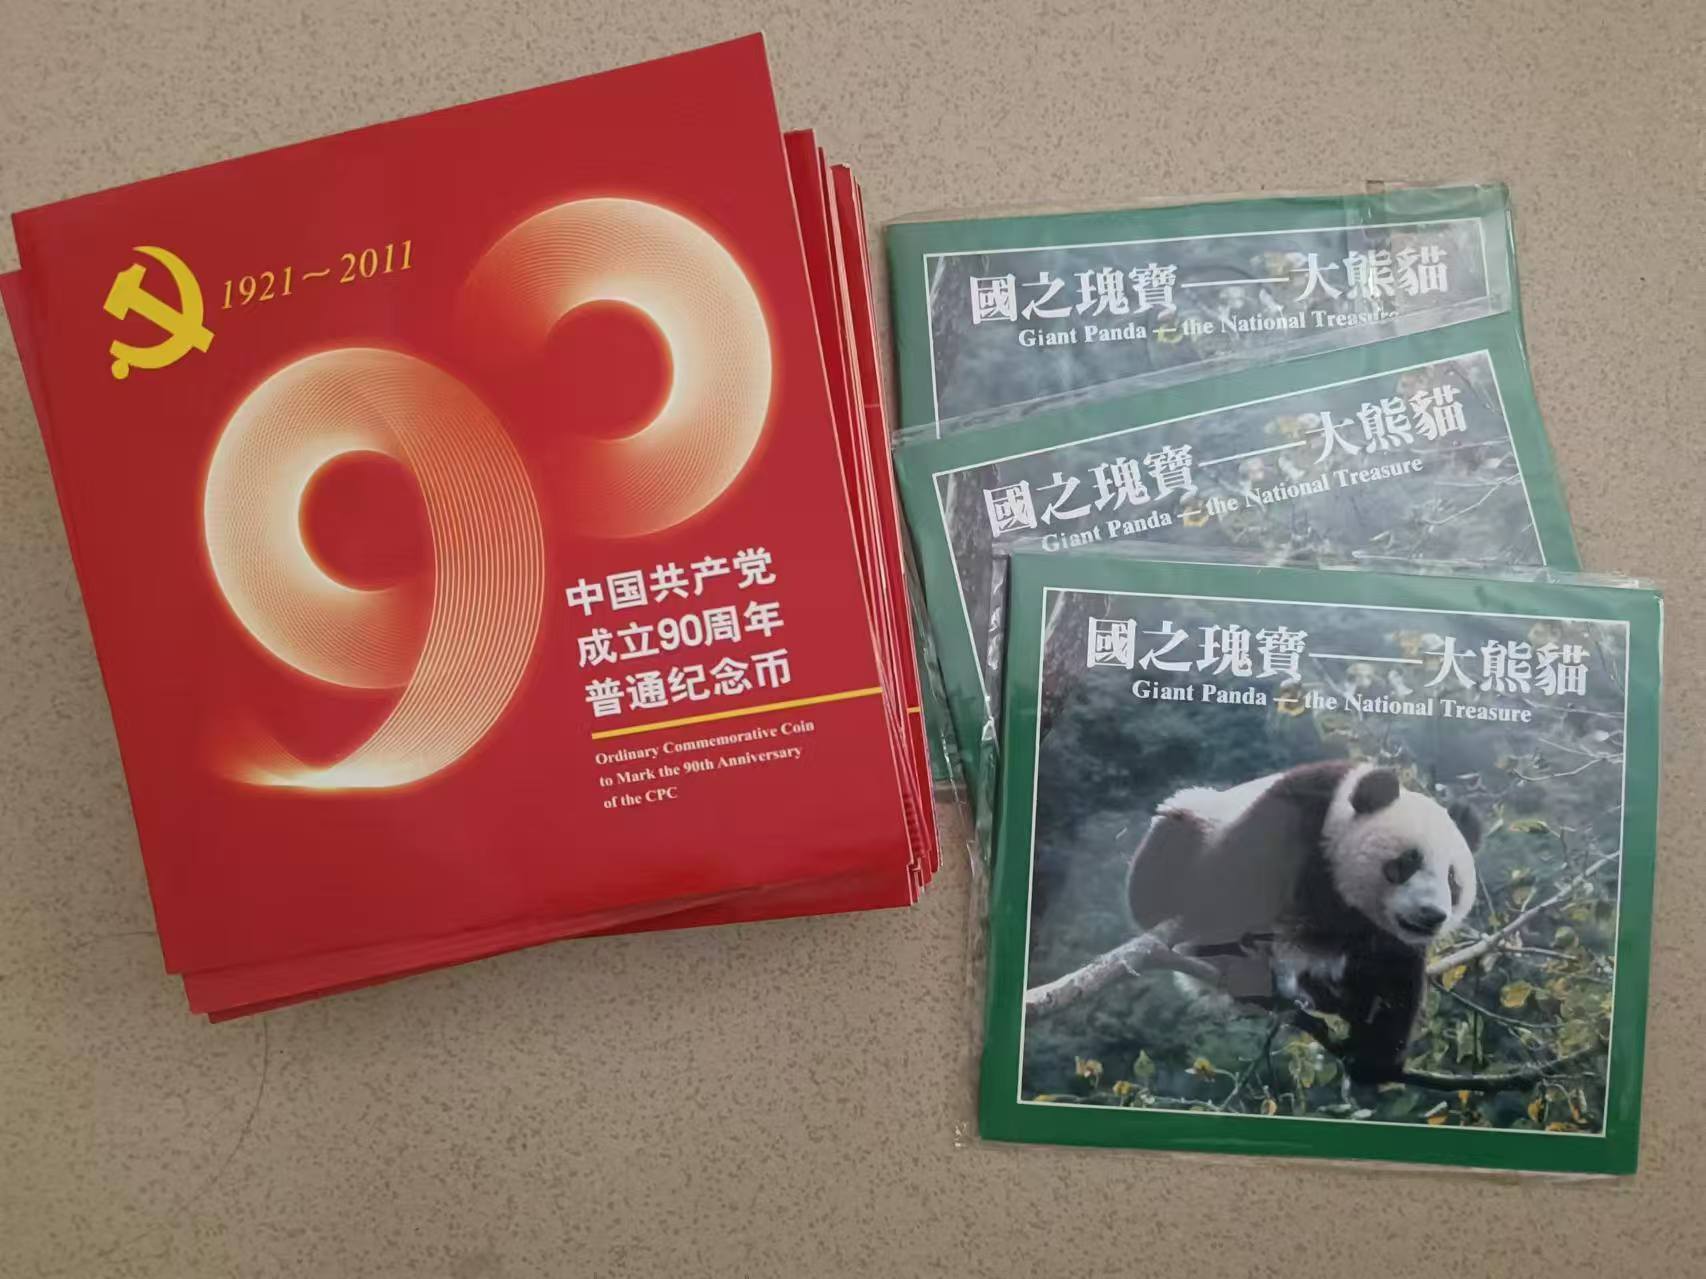 1921~2011
90
中国共产党
成立90周年
普通纪念币
Ordinary Commemorative Coin
to Mark the 90th Anniversary
of the CPC
國之瑰寶——大熊貓
Giant Panda — the National Treasure
國之瑰寶——大熊貓
Giant Panda — the National Treasure
國之瑰寶——大熊貓
Giant Panda — the National Treasure